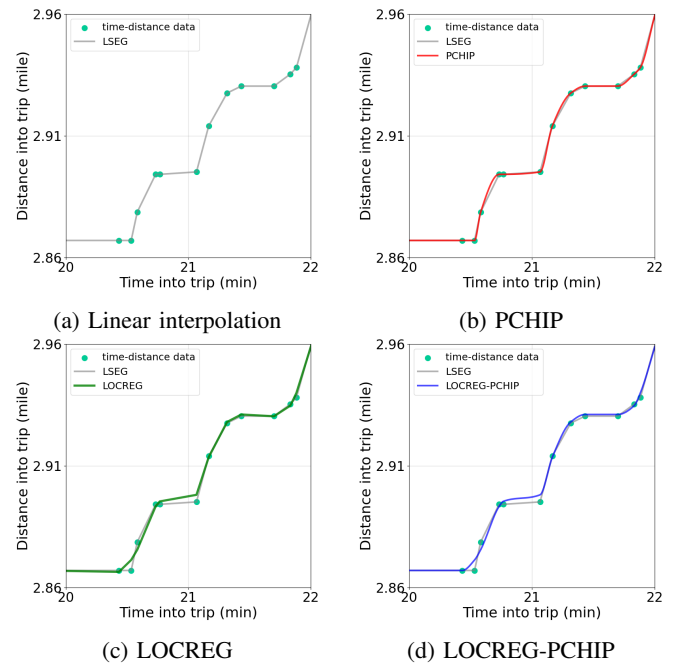 2.96
time-distance data
LSEG
Distance into trip (mile)
2.91
2.86
20
21
22
Time into trip (min)
(a) Linear interpolation
2.96
time-distance data
LSEG
PCHIP
Distance into trip (mile)
2.91
2.86
20
21
22
Time into trip (min)
(b) PCHIP
2.96
time-distance data
LSEG
LOCREG
Distance into trip (mile)
2.91
2.86
20
21
22
Time into trip (min)
(c) LOCREG
2.96
time-distance data
LSEG
LOCREG-PCHIP
Distance into trip (mile)
2.91
2.86
20
21
22
Time into trip (min)
(d) LOCREG-PCHIP